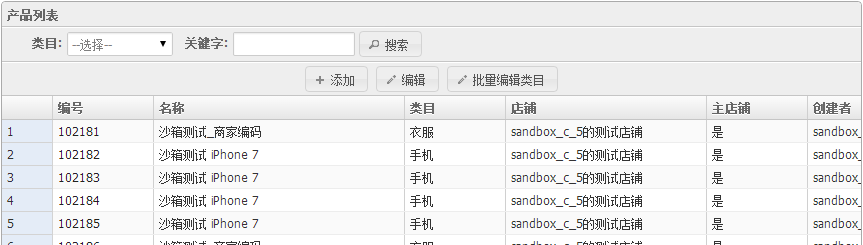 产品列表
类目: --选择-- 关键字: 搜索
添加 编辑 批量编辑类目
编号 名称 类目 店铺 主店铺 创建者
1 102181 沙箱测试_商家编码 衣服 sandbox_c_5的测试店铺 是 sandbox_
2 102182 沙箱测试 iPhone 7 手机 sandbox_c_5的测试店铺 是 sandbox_
3 102183 沙箱测试 iPhone 7 手机 sandbox_c_5的测试店铺 是 sandbox_
4 102184 沙箱测试 iPhone 7 手机 sandbox_c_5的测试店铺 是 sandbox_
5 102185 沙箱测试 iPhone 7 手机 sandbox_c_5的测试店铺 是 sandbox_